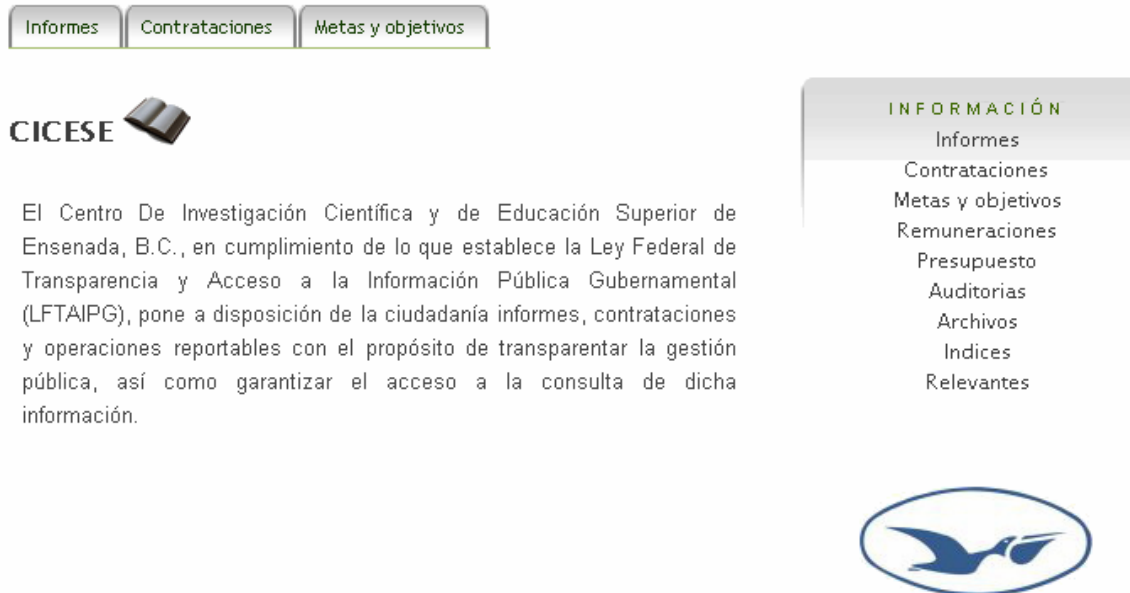 Informes
Contrataciones
Metas y objetivos
CICESE
El Centro De Investigación Científica y de Educación Superior de
Ensenada, B.C., en cumplimiento de lo que establece la Ley Federal de
Transparencia y Acceso a la Información Pública Gubernamental
(LFTAIPG), pone a disposición de la ciudadanía informes, contrataciones
y operaciones reportables con el propósito de transparentar la gestión
pública, así como garantizar el acceso a la consulta de dicha
información.
INFORMACIÓN
Informes
Contrataciones
Metas y objetivos
Remuneraciones
Presupuesto
Auditorias
Archivos
Indices
Relevantes